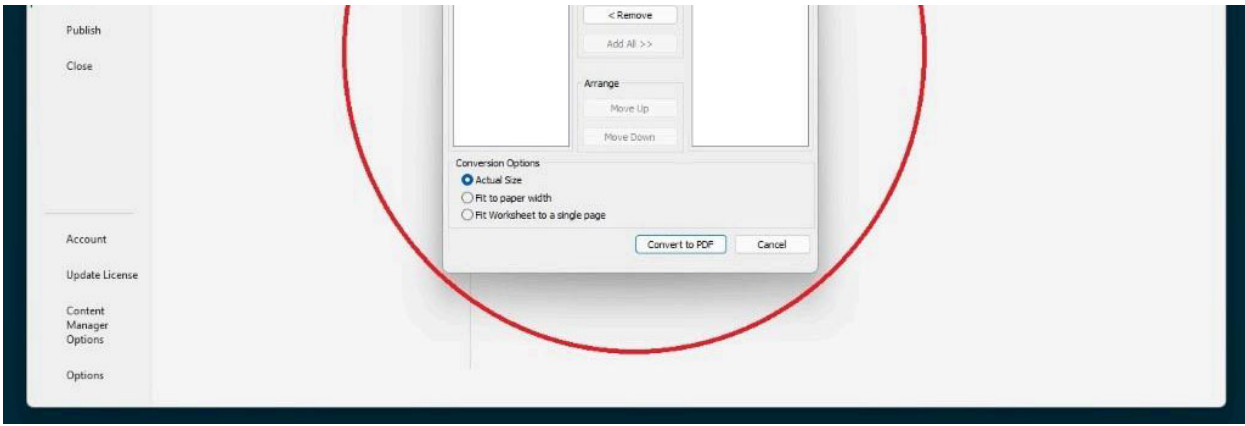 Publish
Close
< Remove
Add All >>
Arrange
Move Up
Move Down
Conversion Options
Actual Size
Fit to paper width
Fit Worksheet to a single page
Convert to PDF
Cancel
Account
Update License
Content
Manager
Options
Options